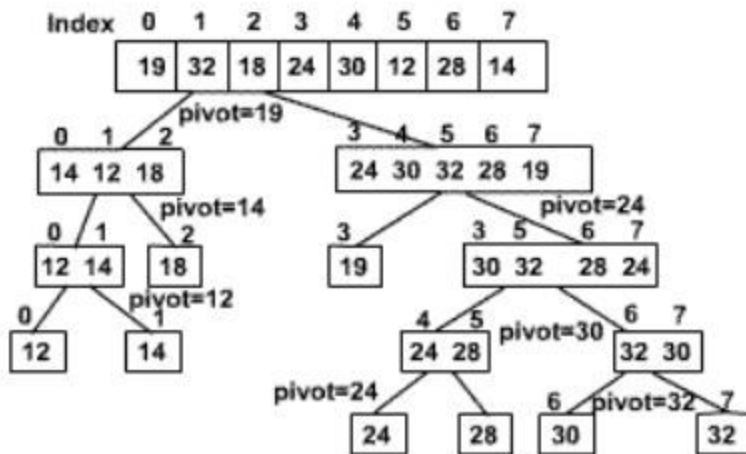 Index 0 1 2 3 4 5 6 7
19 32 18 24 30 12 28 14
pivot=19
0 1 2 3 4 5 6 7
14 12 18 24 30 32 28 19
pivot=14 pivot=24
0 1 2 3 3 5 6 7
12 14 18 19 30 32 28 24
pivot=12
0 1 4 5 pivot=30 6 7
12 14 24 28 32 30
pivot=24 6 pivot=32 7
24 28 30 32